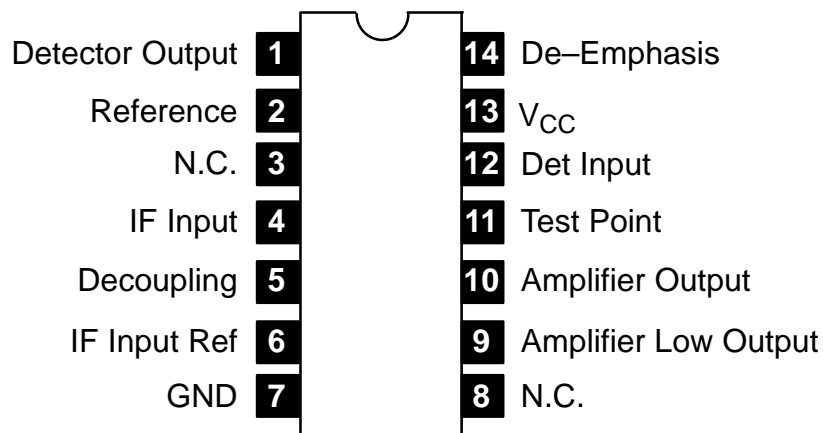 Detector Output 1 14 De–Emphasis
Reference 2 13 VCC
N.C. 3 12 Det Input
IF Input 4 11 Test Point
Decoupling 5 10 Amplifier Output
IF Input Ref 6 9 Amplifier Low Output
GND 7 8 N.C.